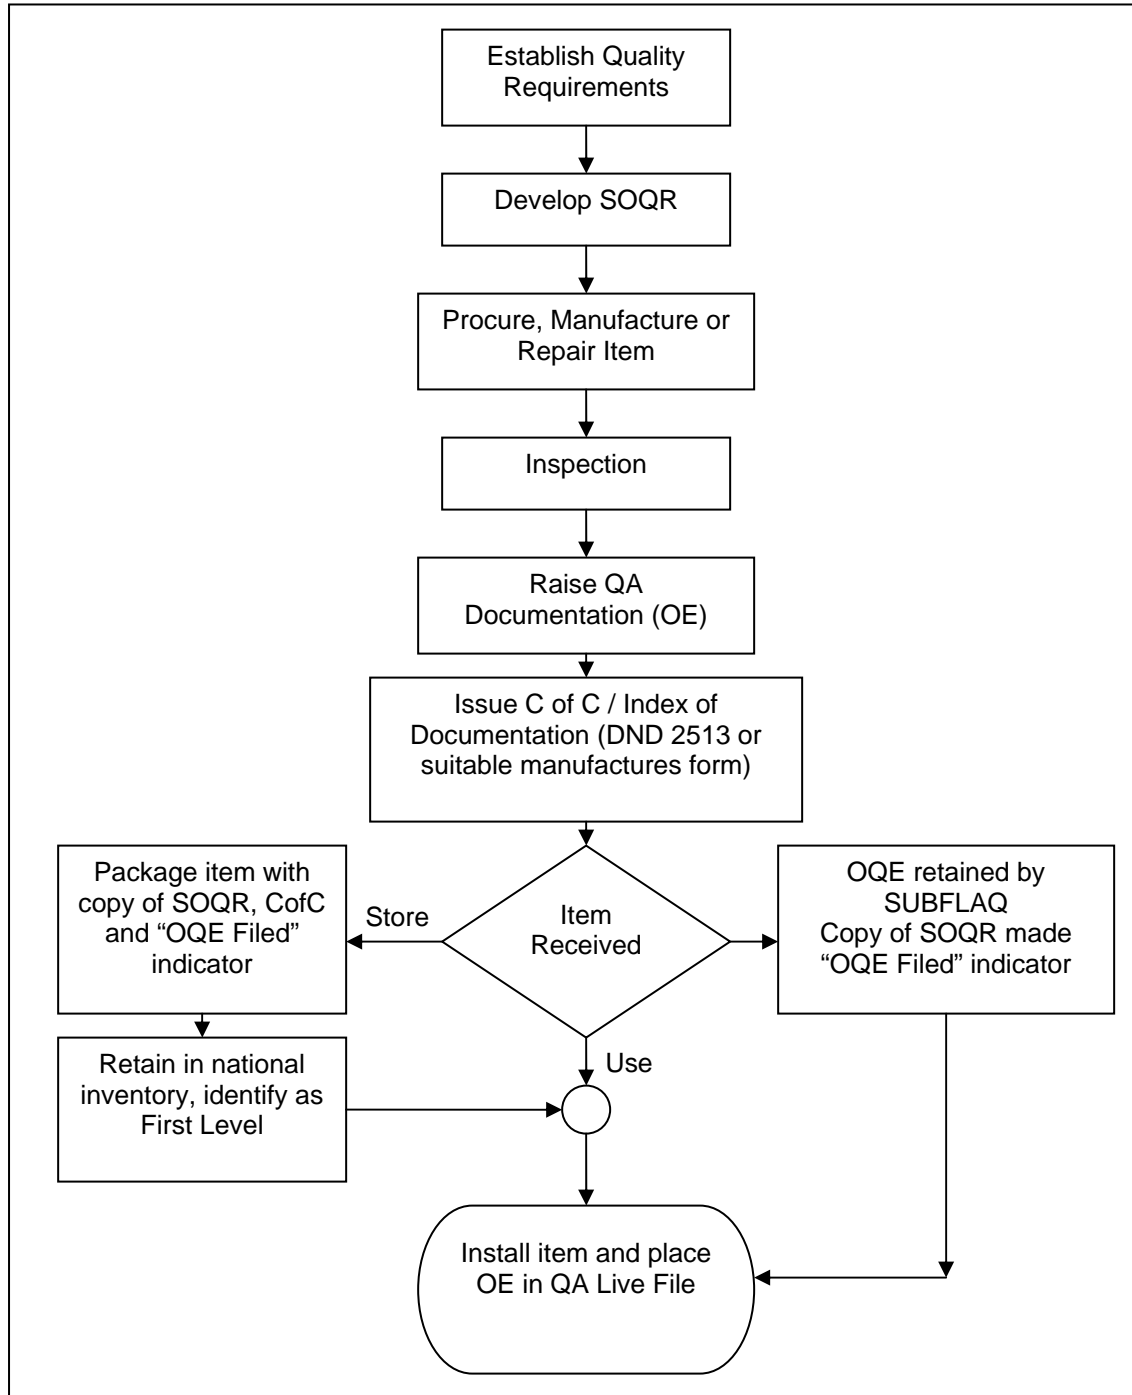 Establish Quality
Requirements
Develop SOQR
Procure, Manufacture or
Repair Item
Inspection
Raise QA
Documentation (OE)
Issue C of C / Index of
Documentation (DND 2513 or
suitable manufactures form)
Package item with
copy of SOQR, CofC
and “OQE Filed”
indicator
Store
Item
Received
OQE retained by
SUBFLAQ
Copy of SOQR made
“OQE Filed” indicator
Retain in national
inventory, identify as
First Level
Use
Install item and place
OE in QA Live File